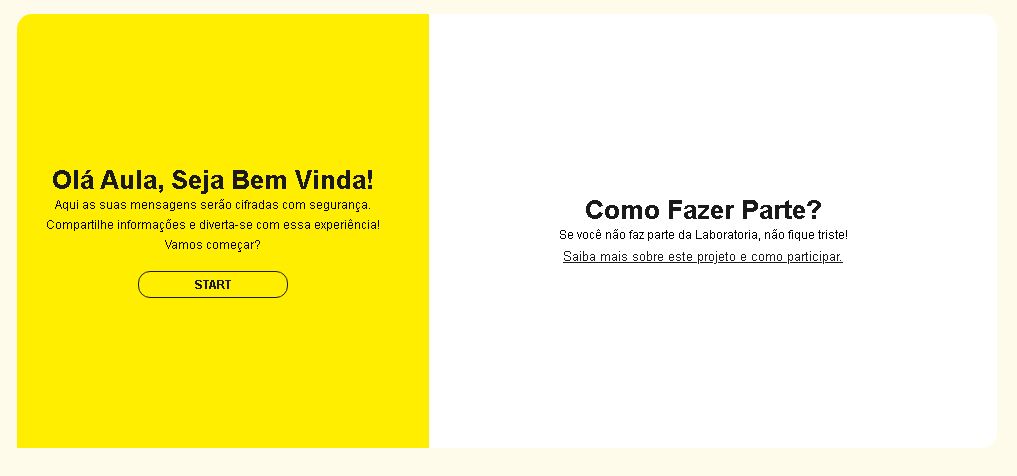 Olá Aula, Seja Bem Vinda!
Aqui as suas mensagens serão cifradas com segurança.
Compartilhe informações e diverta-se com essa experiência!
Vamos começar?
START
Como Fazer Parte?
Se você não faz parte da Laboratoria, não fique triste!
Saiba mais sobre este projeto e como participar.